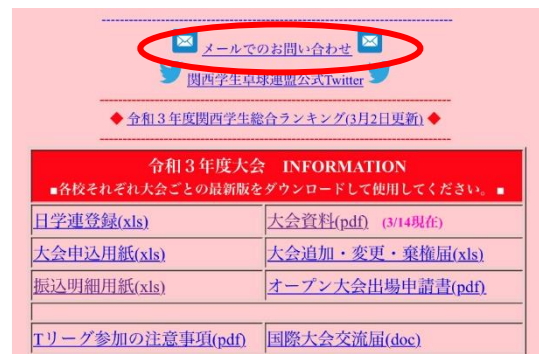 メールでのお問い合わせ
関西学生卓球連盟公式Twitter
◆ 令和３年度関西学生総合ランキング(3月2日更新) ◆
令和３年度大会　INFORMATION
■各校それぞれ大会ごとの最新版をダウンロードして使用してください。■
日学連登録(xls)	大会資料(pdf) (3/14現在)
大会申込用紙(xls)	大会追加・変更・棄権届(xls)
振込明細用紙(xls)	オープン大会出場申請書(pdf)
Tリーグ参加の注意事項(pdf)	国際大会交流届(doc)